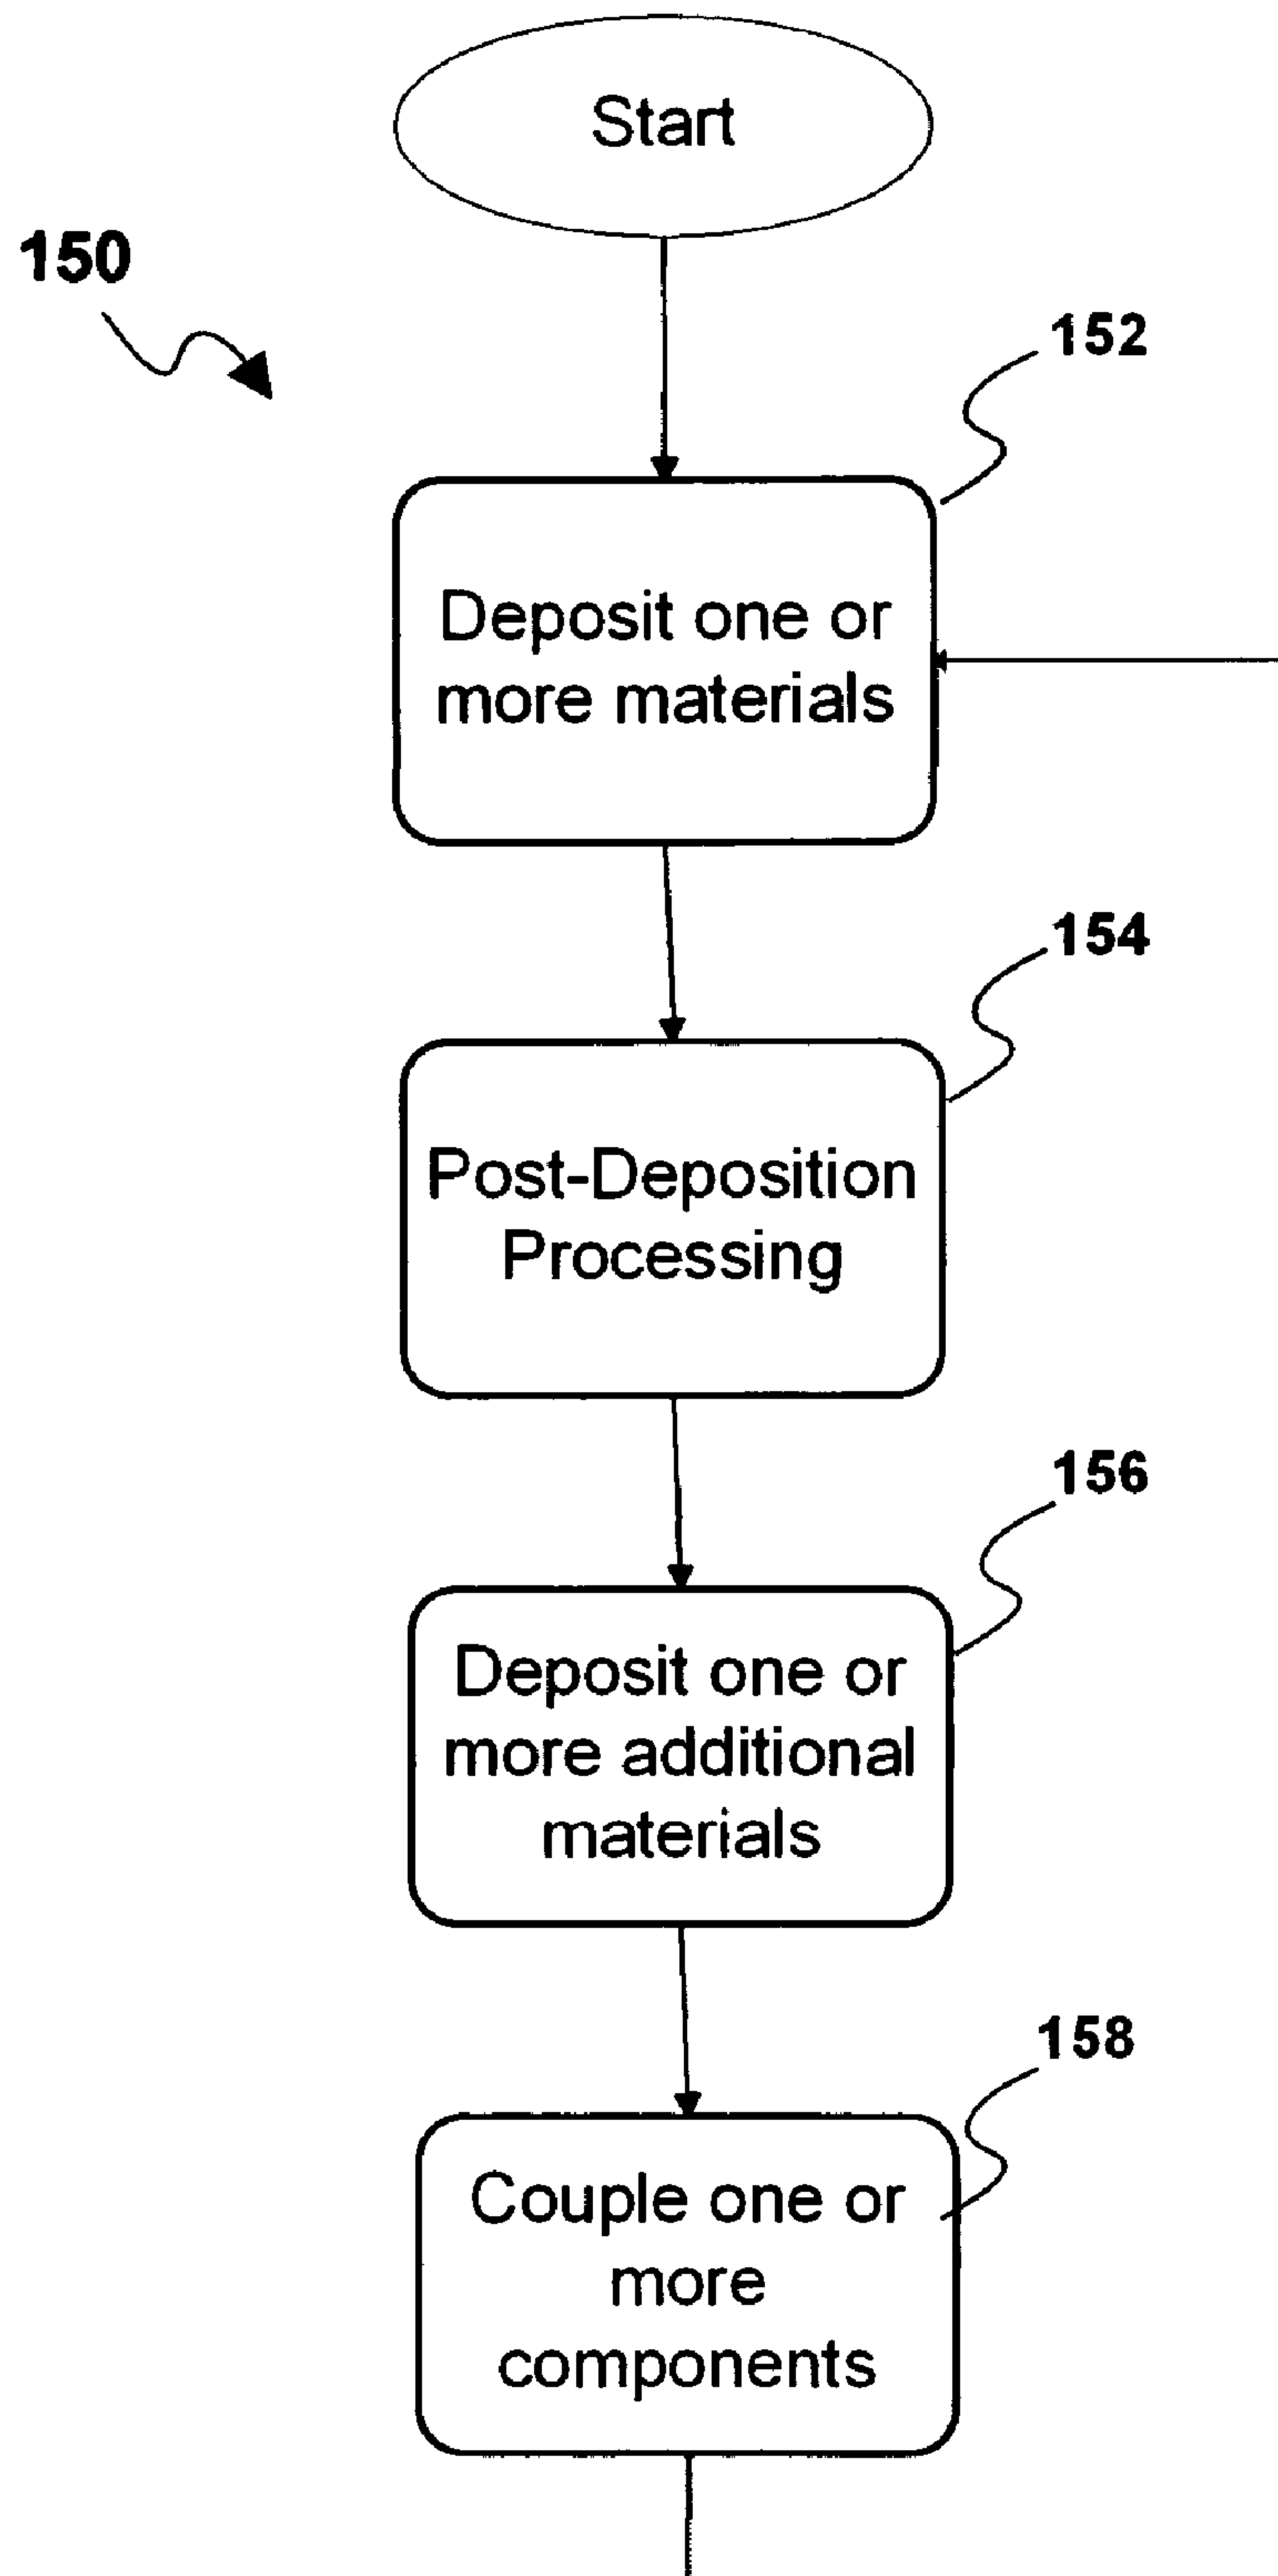 Start
150
152
Deposit one or
more materials
154
Post-Deposition
Processing
156
Deposit one or
more additional
materials
158
Couple one or
more
components